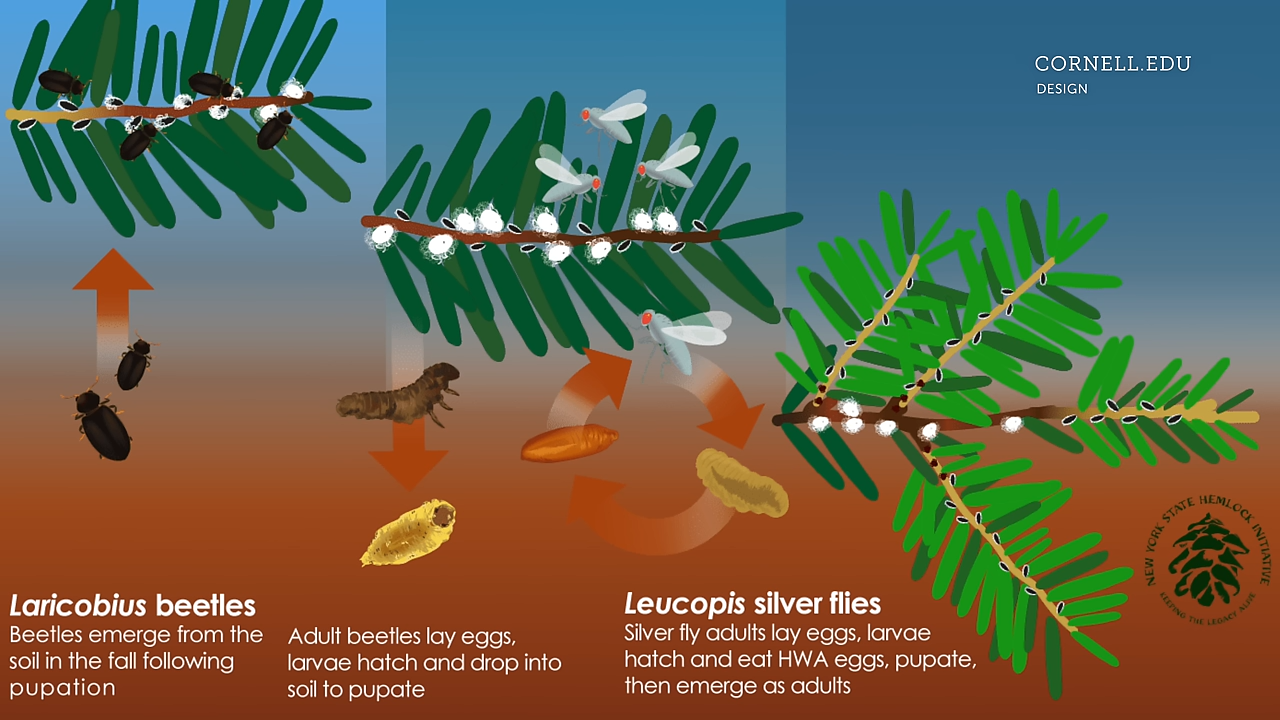 CORNELL.EDU
DESIGN
NEW YORK STATE HEMLOCK INITIATIVE
KEEPING THE LEGACY ALIVE
Laricobius beetles
Beetles emerge from the
soil in the fall following
pupation
Adult beetles lay eggs,
larvae hatch and drop into
soil to pupate
Leucopis silver flies
Silver fly adults lay eggs, larvae
hatch and eat HWA eggs, pupate,
then emerge as adults